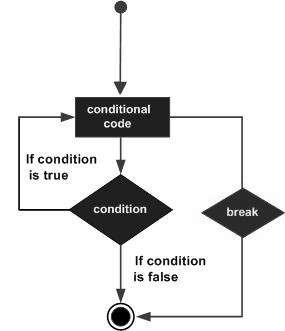 conditional
code
If condition
is true
condition
break
If condition
is false